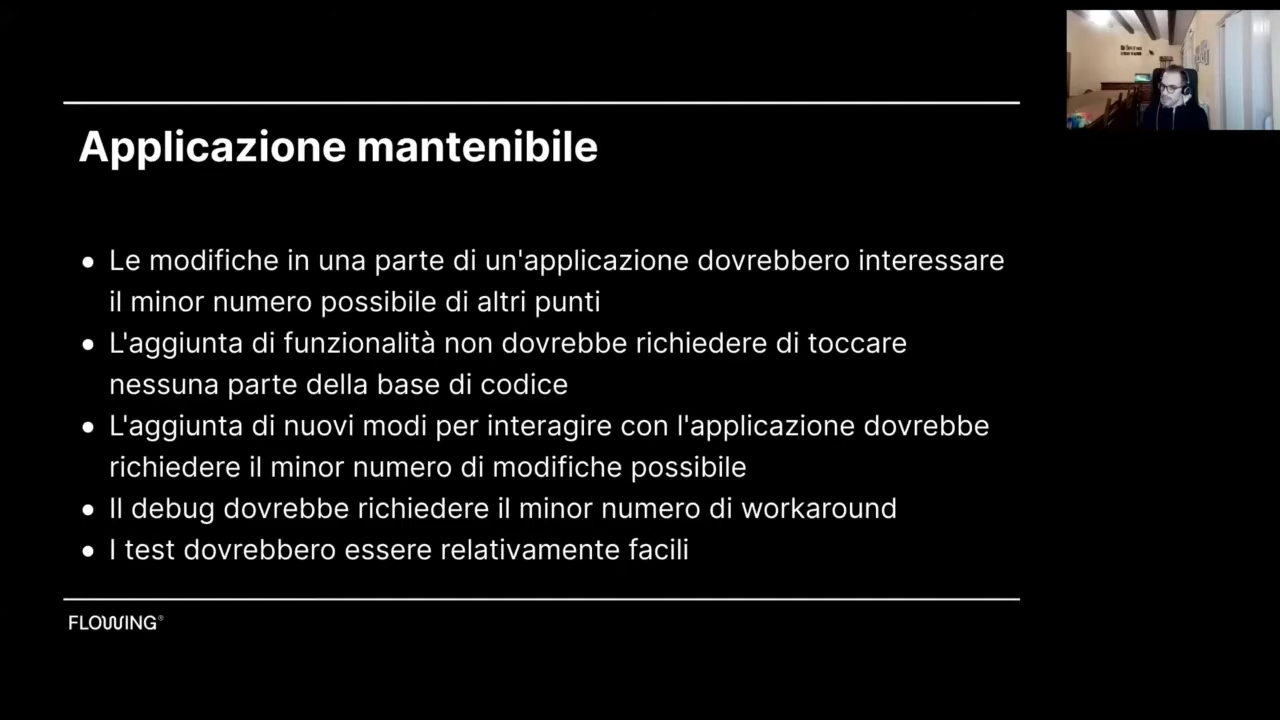 Applicazione mantenibile
Le modifiche in una parte di un'applicazione dovrebbero interessare
il minor numero possibile di altri punti
L'aggiunta di funzionalità non dovrebbe richiedere di toccare
nessuna parte della base di codice
L'aggiunta di nuovi modi per interagire con l'applicazione dovrebbe
richiedere il minor numero di modifiche possibile
Il debug dovrebbe richiedere il minor numero di workaround
I test dovrebbero essere relativamente facili
FLOWING®